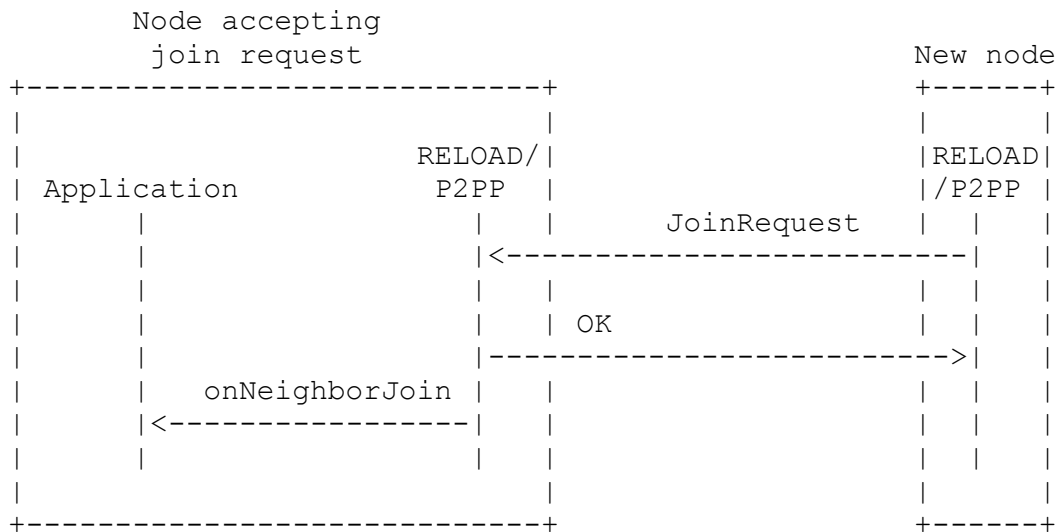 Node accepting
join request New node
RELOAD/ RELOAD
Application P2PP /P2PP
JoinRequest
OK
onNeighborJoin